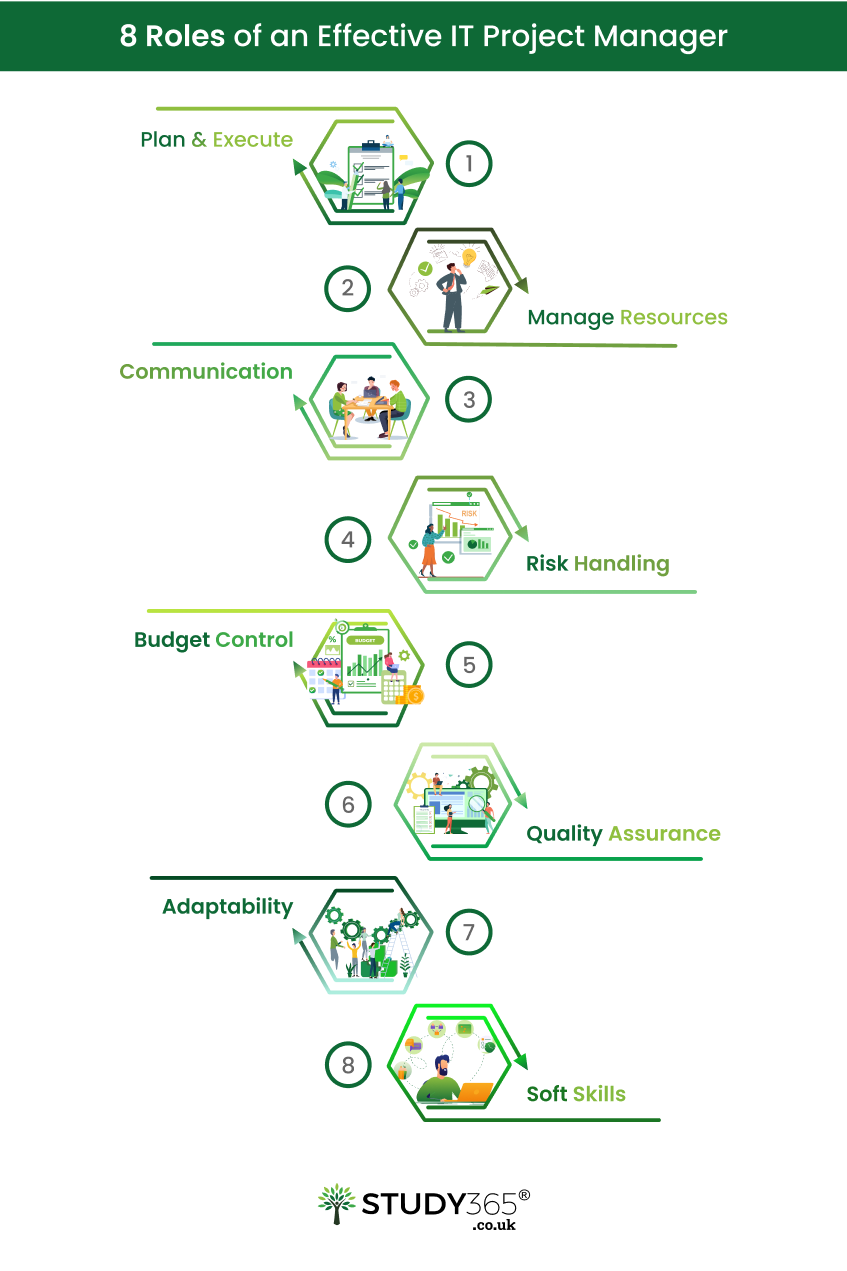 8 Roles of an Effective IT Project Manager
Plan & Execute
1
2
Manage Resources
Communication
3
RISK
4
Risk Handling
Budget Control
%
BUDGET
$
5
6
Quality Assurance
Adaptability
7
8
Soft Skills
STUDY365®
.co.uk